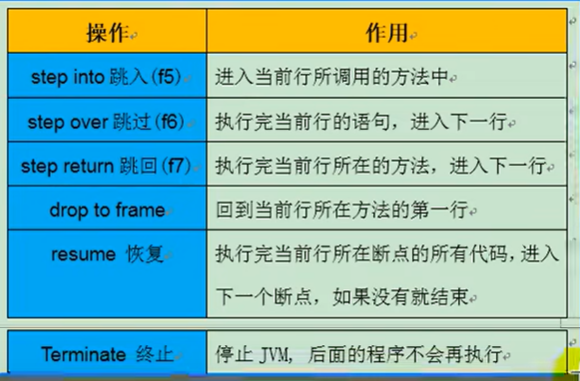 操作 作用
step into 跳入(f5) 进入当前行所调用的方法中
step over 跳过(f6) 执行完当前行的语句，进入下一行
step return 跳回(f7) 执行完当前行所在的方法，进入下一行
drop to frame 回到当前行所在方法的第一行
resume 恢复 执行完当前行所在断点的所有代码，进入
下一个断点，如果没有就结束
Terminate 终止 停止 JVM, 后面的程序不会再执行